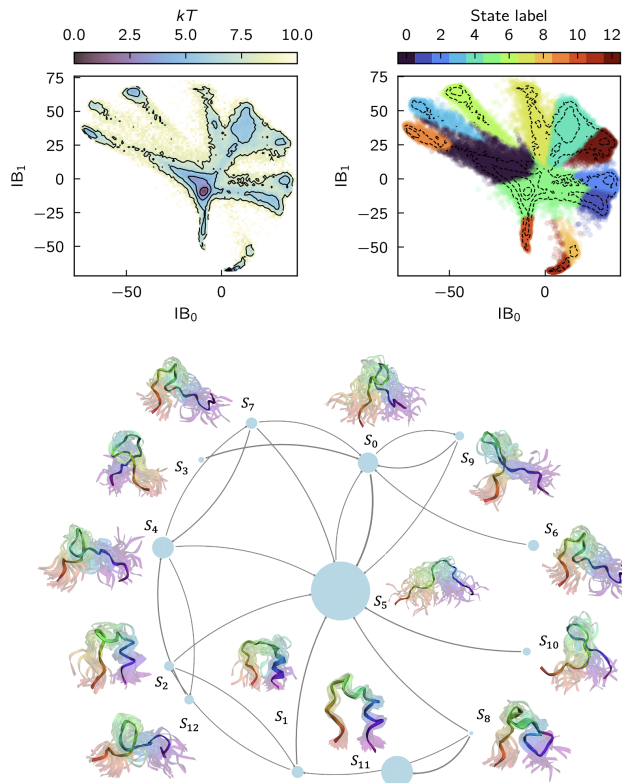 kT
0.0 2.5 5.0 7.5 10.0
75
50
25
0
−25
−50
IB₁
−50 0
IB₀
State label
0 2 4 6 8 10 12
75
50
25
0
−25
−50
IB₁
−50 0
IB₀
S₇
S₀
S₃
S₉
S₄
S₆
S₅
S₁₀
S₂
S₁₂
S₁
S₈
S₁₁